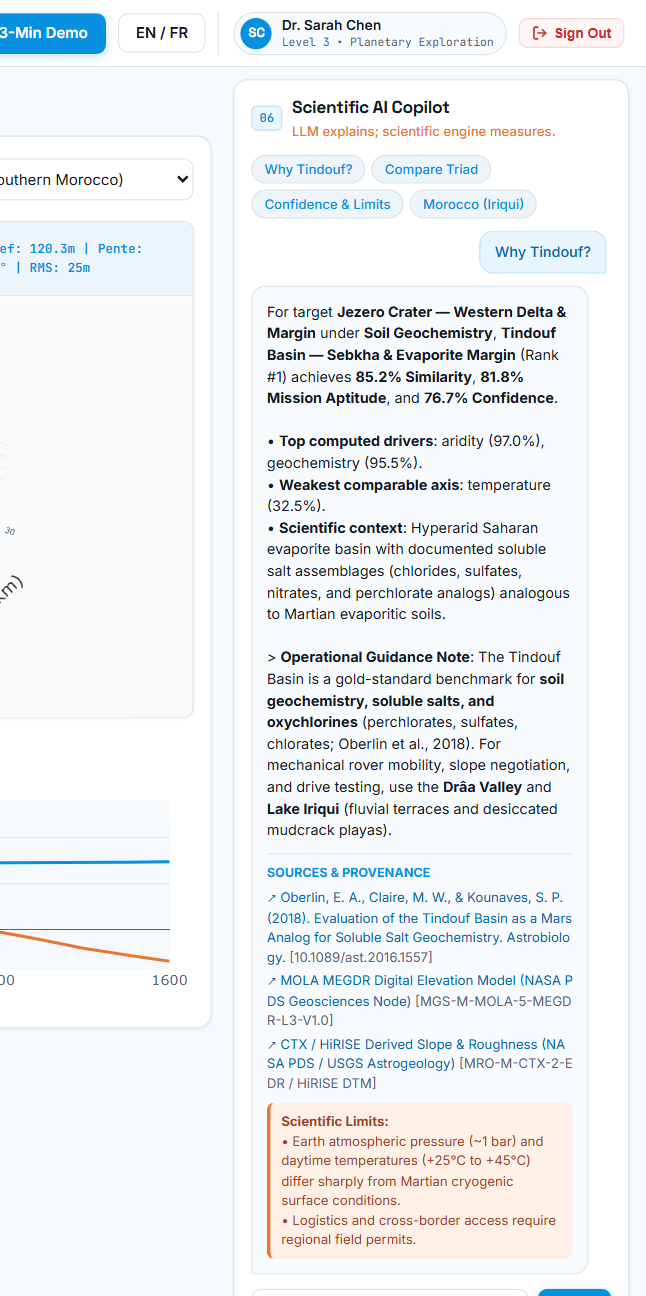 3-Min Demo
EN / FR
SC
Dr. Sarah Chen
Level 3 • Planetary Exploration
Sign Out
outhern Morocco)
ef: 120.3m | Pente:
° | RMS: 25m
30
km)
00
1600
06
Scientific AI Copilot
LLM explains; scientific engine measures.
Why Tindouf?
Compare Triad
Confidence & Limits
Morocco (Iriqui)
Why Tindouf?
For target Jezero Crater — Western Delta &
Margin under Soil Geochemistry, Tindouf
Basin — Sebkha & Evaporite Margin (Rank
#1) achieves 85.2% Similarity, 81.8%
Mission Aptitude, and 76.7% Confidence.
• Top computed drivers: aridity (97.0%),
geochemistry (95.5%).
• Weakest comparable axis: temperature
(32.5%).
• Scientific context: Hyperarid Saharan
evaporite basin with documented soluble
salt assemblages (chlorides, sulfates,
nitrates, and perchlorate analogs) analogous
to Martian evaporitic soils.
> Operational Guidance Note: The Tindouf
Basin is a gold-standard benchmark for soil
geochemistry, soluble salts, and
oxychlorines (perchlorates, sulfates,
chlorates; Oberlin et al., 2018). For
mechanical rover mobility, slope negotiation,
and drive testing, use the Drâa Valley and
Lake Iriqui (fluvial terraces and desiccated
mudcrack playas).
SOURCES & PROVENANCE
↗ Oberlin, E. A., Claire, M. W., & Kounaves, S. P.
(2018). Evaluation of the Tindouf Basin as a Mars
Analog for Soluble Salt Geochemistry. Astrobiolo
gy. [10.1089/ast.2016.1557]
↗ MOLA MEGDR Digital Elevation Model (NASA P
DS Geosciences Node) [MGS-M-MOLA-5-MEGD
R-L3-V1.0]
↗ CTX / HiRISE Derived Slope & Roughness (NA
SA PDS / USGS Astrogeology) [MRO-M-CTX-2-E
DR / HiRISE DTM]
Scientific Limits:
• Earth atmospheric pressure (~1 bar) and
daytime temperatures (+25°C to +45°C)
differ sharply from Martian cryogenic
surface conditions.
• Logistics and cross-border access require
regional field permits.